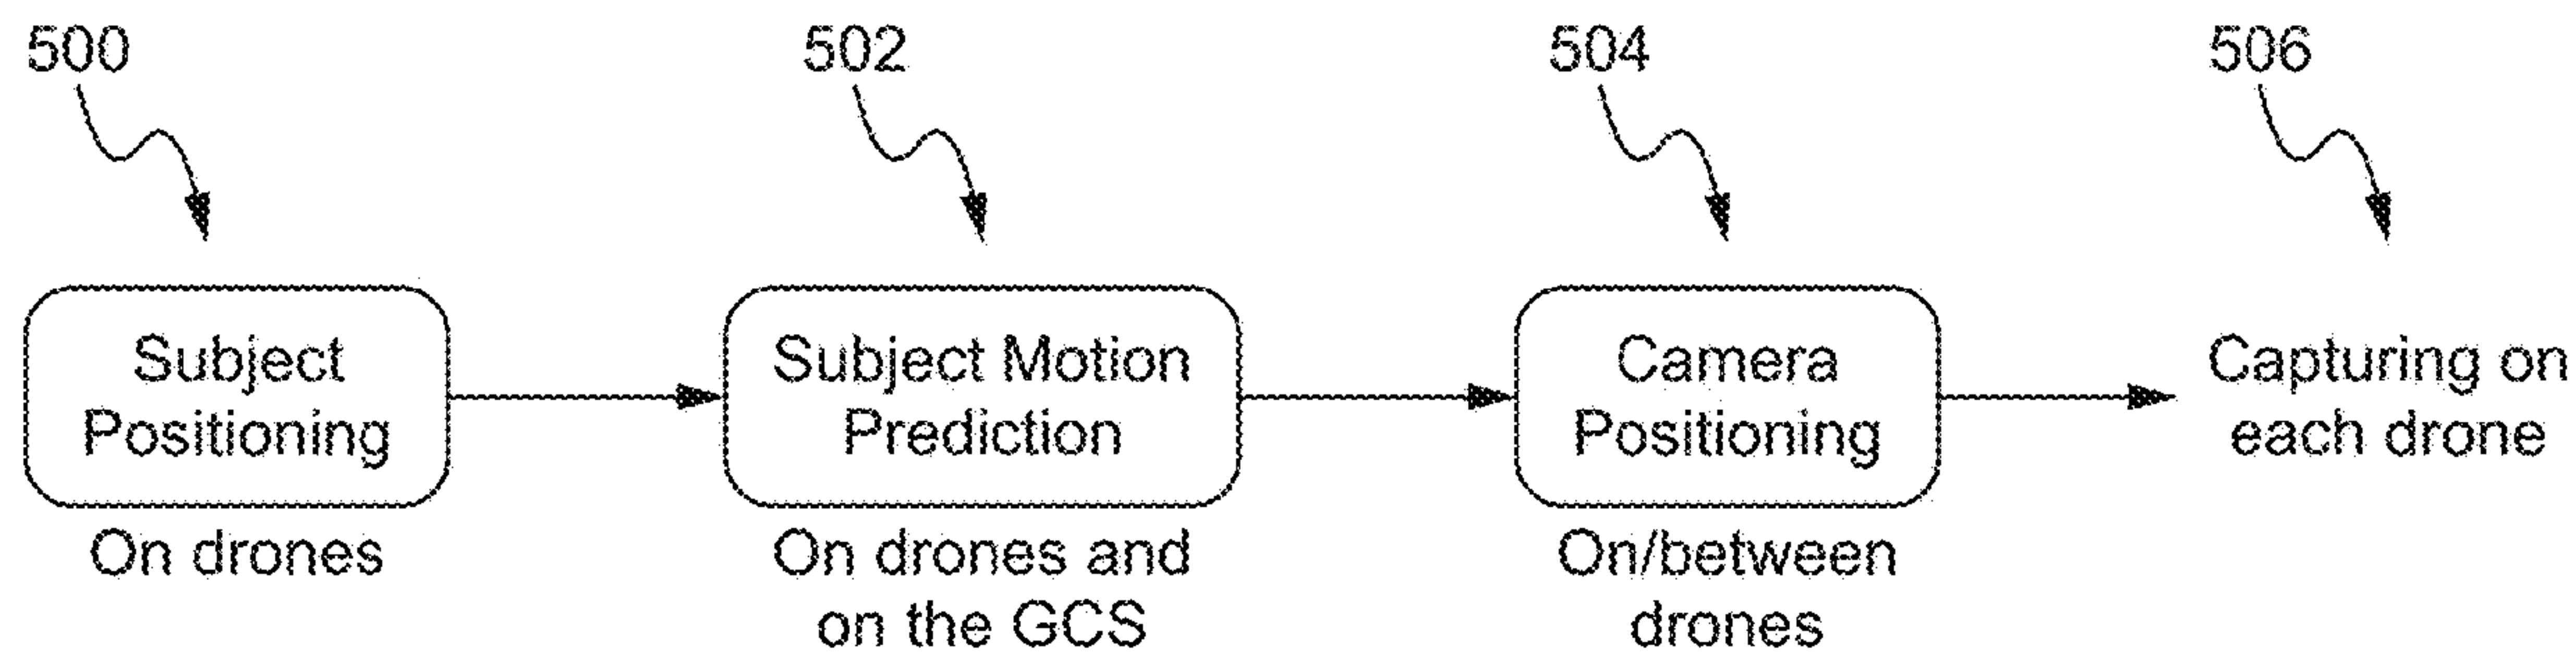 500
502
504
506
Subject
Positioning
On drones
Subject Motion
Prediction
On drones and
on the GCS
Camera
Positioning
On/between
drones
Capturing on
each drone